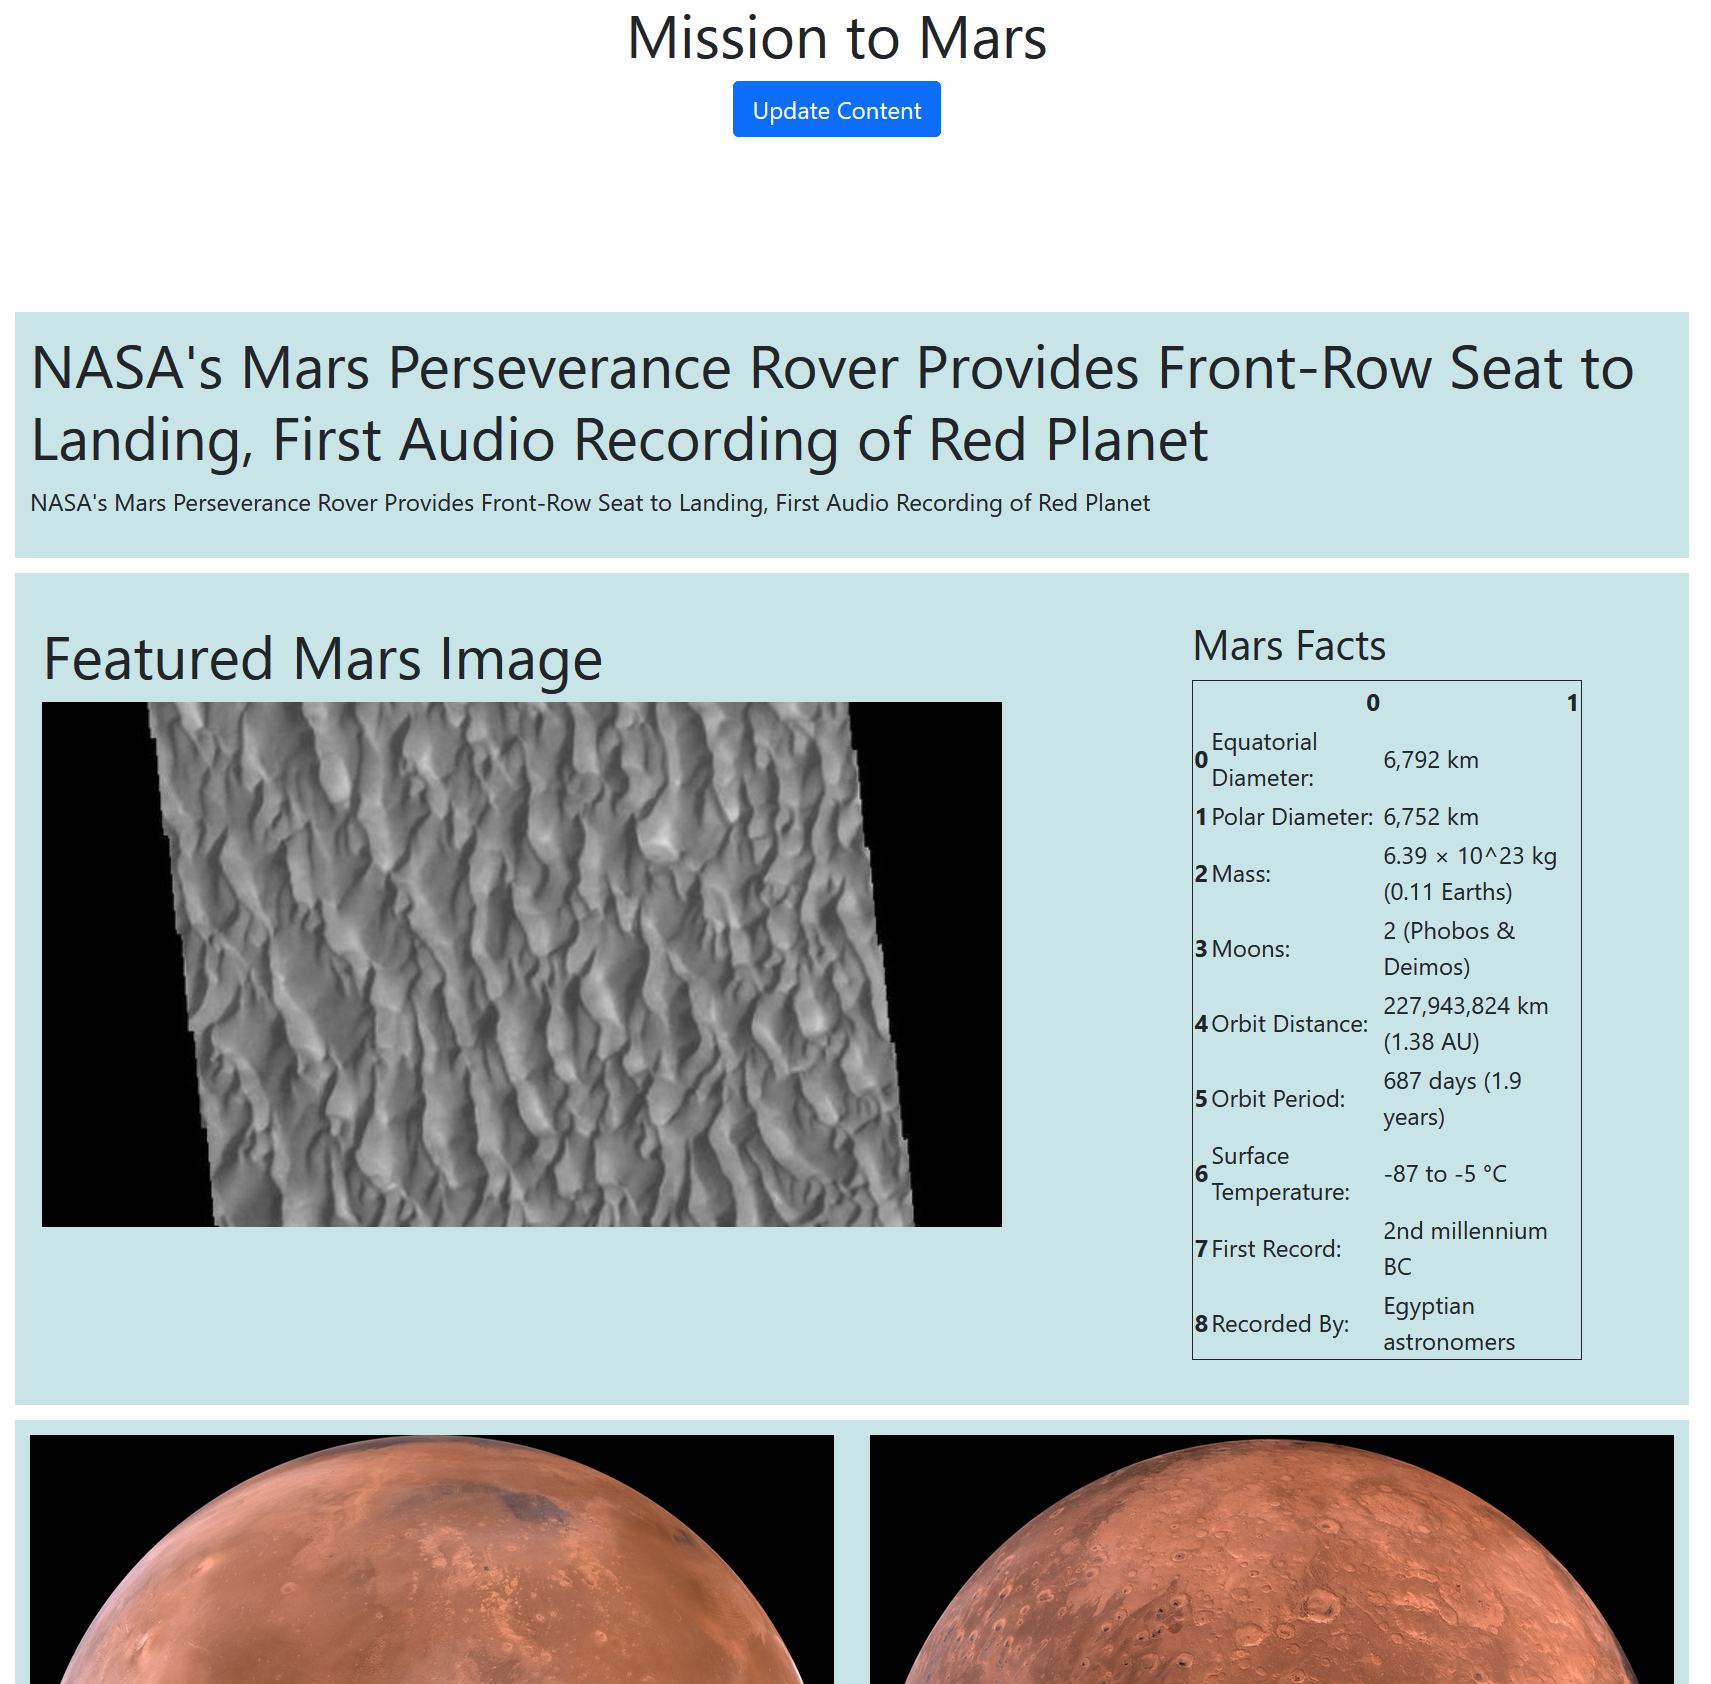 Mission to Mars
Update Content
NASA's Mars Perseverance Rover Provides Front-Row Seat to
Landing, First Audio Recording of Red Planet
NASA's Mars Perseverance Rover Provides Front-Row Seat to Landing, First Audio Recording of Red Planet
Featured Mars Image
Mars Facts
0 1
0 Equatorial Diameter: 6,792 km
1 Polar Diameter: 6,752 km
2 Mass: 6.39 × 10^23 kg (0.11 Earths)
3 Moons: 2 (Phobos & Deimos)
4 Orbit Distance: 227,943,824 km (1.38 AU)
5 Orbit Period: 687 days (1.9 years)
6 Surface Temperature: -87 to -5 °C
7 First Record: 2nd millennium BC
8 Recorded By: Egyptian astronomers